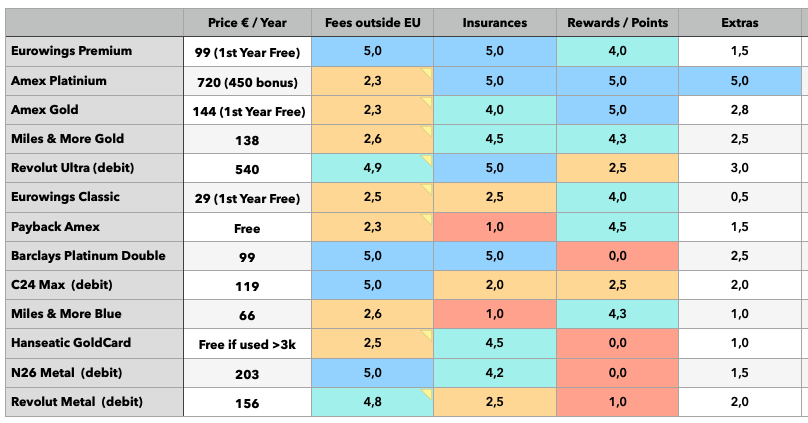 Price € / Year Fees outside EU Insurances Rewards / Points Extras
Eurowings Premium 99 (1st Year Free) 5,0 5,0 4,0 1,5
Amex Platinium 720 (450 bonus) 2,3 5,0 5,0 5,0
Amex Gold 144 (1st Year Free) 2,3 4,0 5,0 2,8
Miles & More Gold 138 2,6 4,5 4,3 2,5
Revolut Ultra (debit) 540 4,9 5,0 2,5 3,0
Eurowings Classic 29 (1st Year Free) 2,5 2,5 4,0 0,5
Payback Amex Free 2,3 1,0 4,5 1,5
Barclays Platinum Double 99 5,0 5,0 0,0 2,5
C24 Max (debit) 119 5,0 2,0 2,5 2,0
Miles & More Blue 66 2,6 1,0 4,3 1,0
Hanseatic GoldCard Free if used >3k 2,5 4,5 0,0 1,0
N26 Metal (debit) 203 5,0 4,2 0,0 1,5
Revolut Metal (debit) 156 4,8 2,5 1,0 2,0